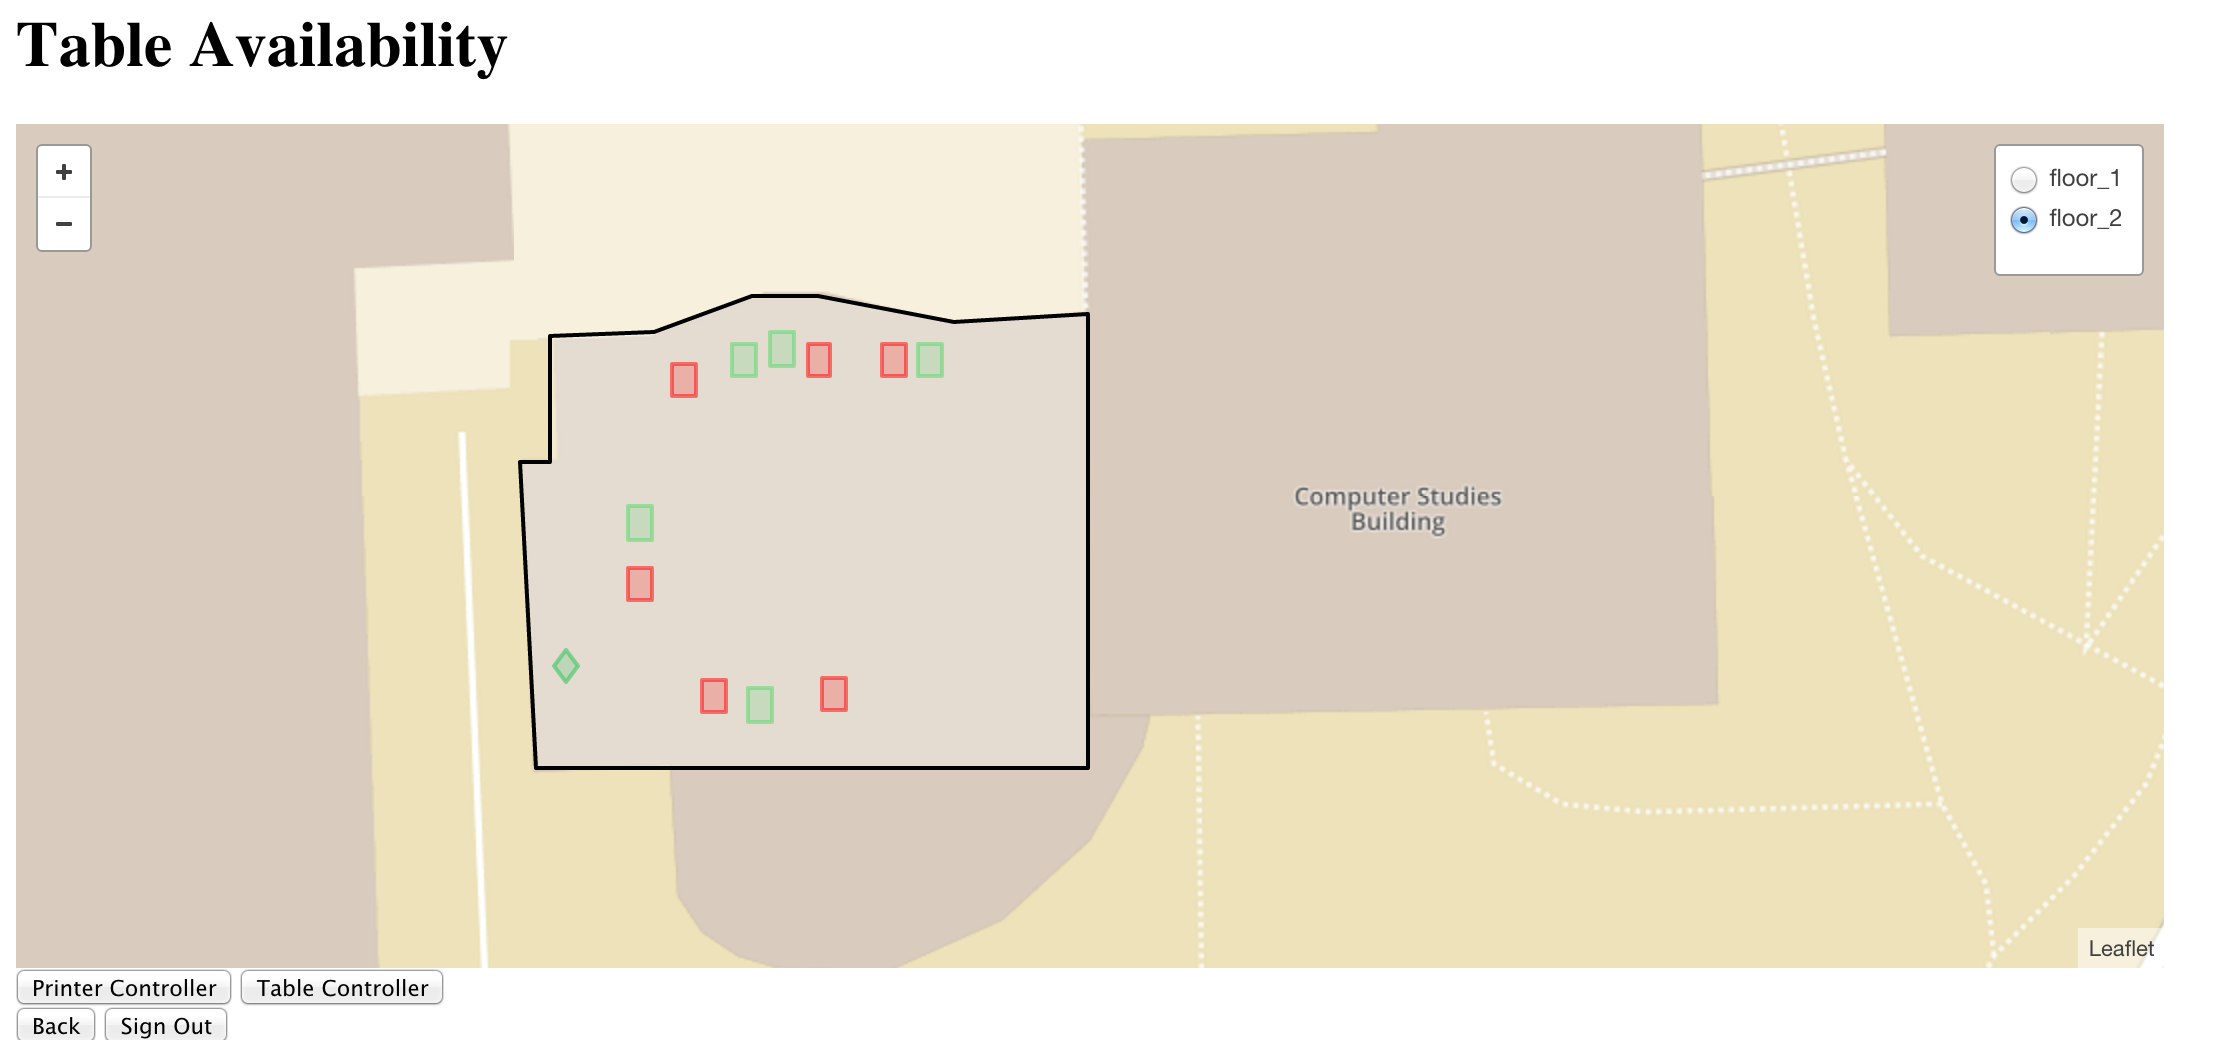 Table Availability
+
−
floor_1
floor_2
Computer Studies
Building
Leaflet
Printer Controller Table Controller
Back Sign Out